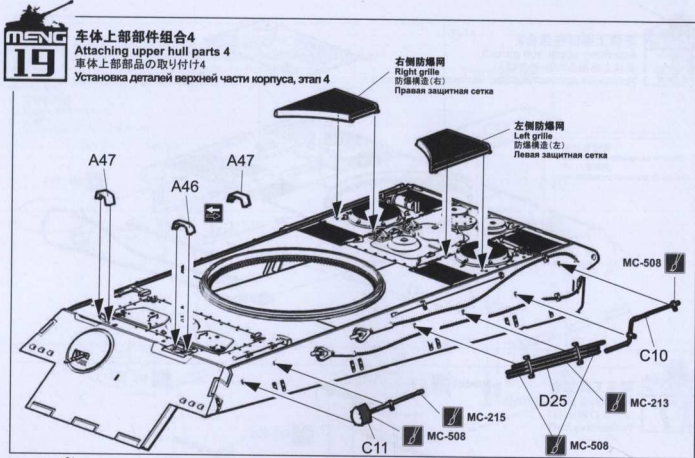 MENG
19
车体上部部件组合4
Attaching upper hull parts 4
車体上部部品の取り付け4
Установка деталей верхней части корпуса, этап 4
右侧防爆网
Right grille
防爆構造(右)
Правая защитная сетка
左侧防爆网
Left grille
防爆構造(左)
Левая защитная сетка
A47
A46
A47
MC-508
C10
D25
MC-213
MC-215
MC-508
C11
MC-508